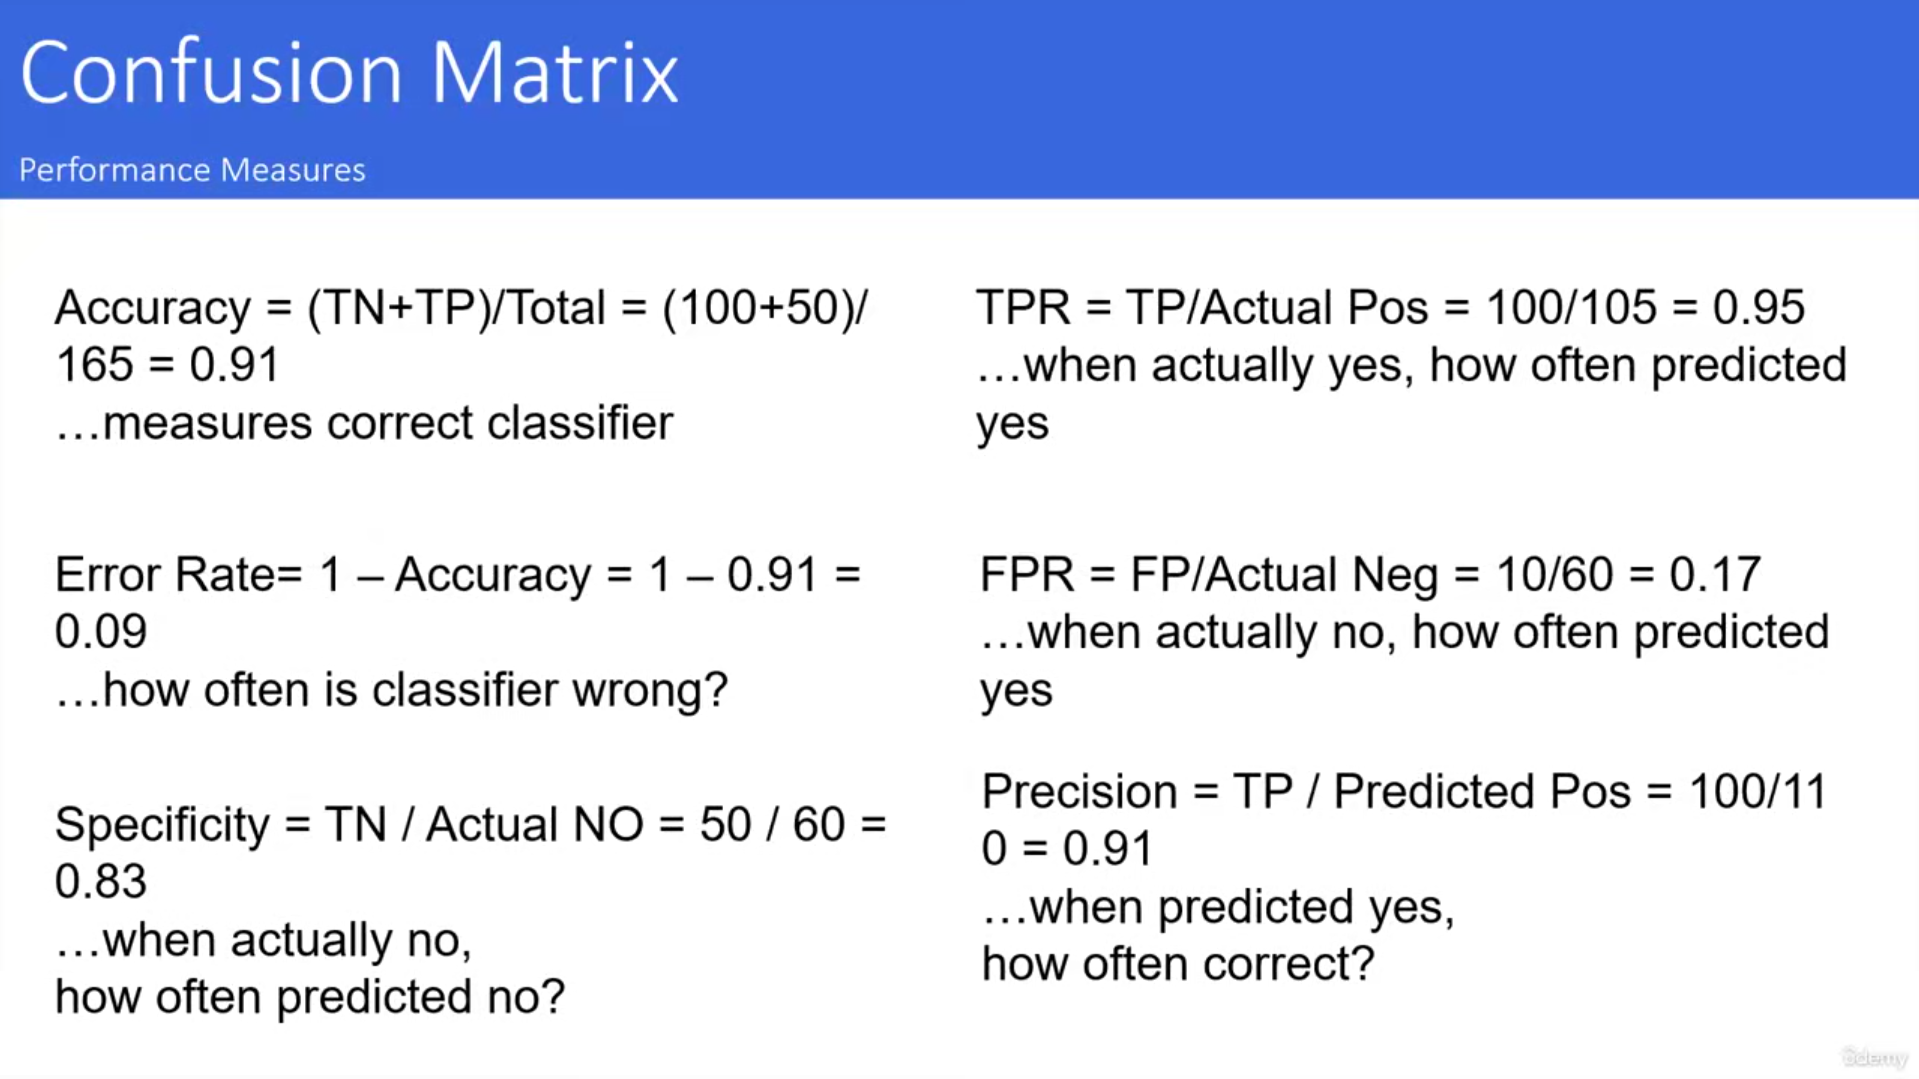 Confusion Matrix
Performance Measures
Accuracy = (TN+TP)/Total = (100+50)/
165 = 0.91
…measures correct classifier
Error Rate= 1 – Accuracy = 1 – 0.91 =
0.09
…how often is classifier wrong?
Specificity = TN / Actual NO = 50 / 60 =
0.83
…when actually no,
how often predicted no?
TPR = TP/Actual Pos = 100/105 = 0.95
…when actually yes, how often predicted
yes
FPR = FP/Actual Neg = 10/60 = 0.17
…when actually no, how often predicted
yes
Precision = TP / Predicted Pos = 100/11
0 = 0.91
…when predicted yes,
how often correct?
ûdemy